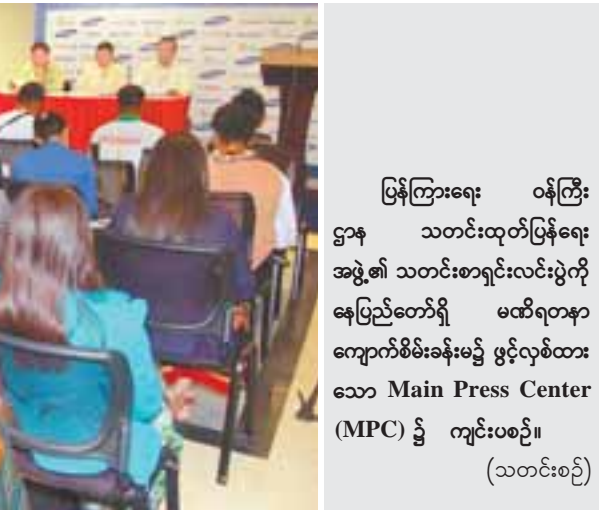 ပြန်ကြားရေး ဝန်ကြီး
ဌာန သတင်းထုတ်ပြန်ရေး
အဖွဲ့၏ သတင်းစာရှင်းလင်းပွဲကို
နေပြည်တော်ရှိ မဏိရတနာ
ကျောက်စိမ်းခန်းမ၌ ဖွင့်လှစ်ထား
သော Main Press Center
(MPC) ၌ ကျင်းပစဉ်။
(သတင်းစဉ်)